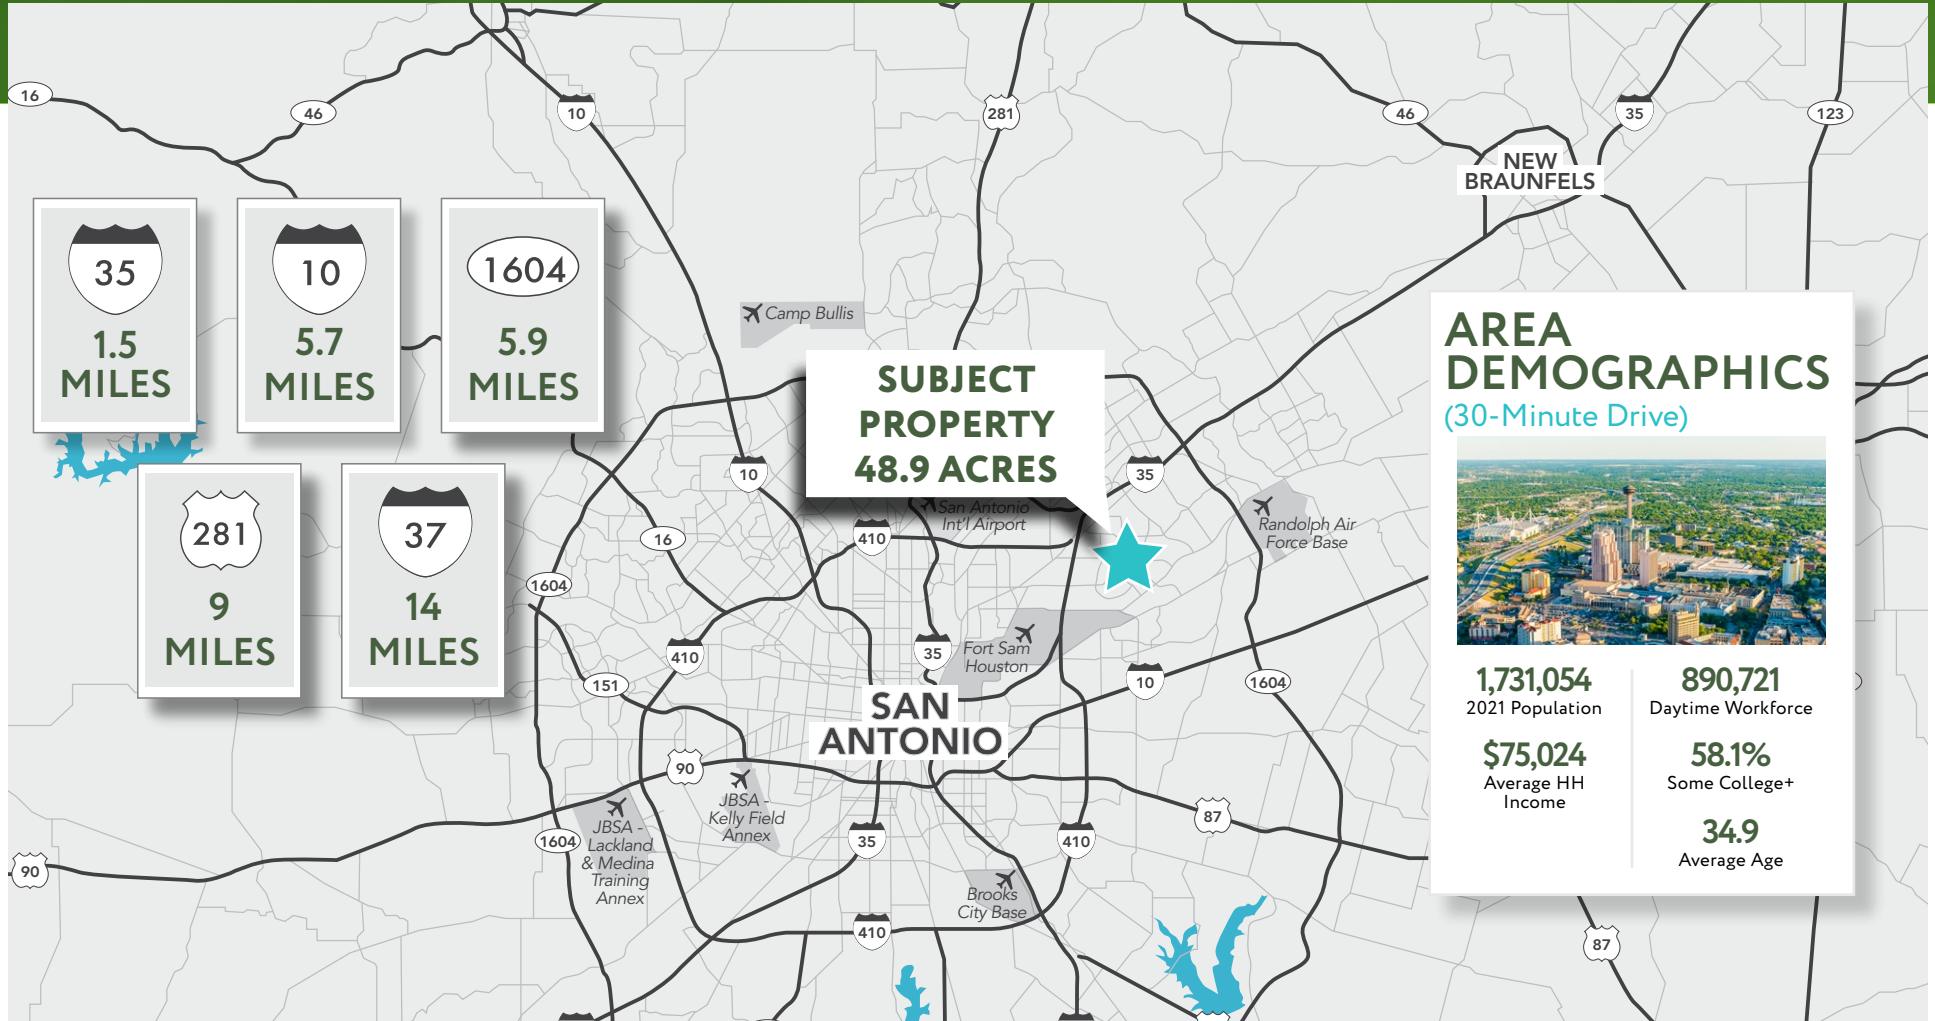 16
46
10
281
46
35
123
NEW
BRAUNFELS
35
1.5
MILES
10
5.7
MILES
1604
5.9
MILES
281
9
MILES
37
14
MILES
Camp Bullis
SUBJECT
PROPERTY
48.9 ACRES
San Antonio
Int'l Airport
10
35
16
410
Randolph Air
Force Base
1604
410
151
35
Fort Sam
Houston
10
1604
SAN
ANTONIO
90
JBSA -
Kelly Field
Annex
JBSA -
Lackland
& Medina
Training
Annex
1604
35
410
87
90
Brooks
City Base
410
87
AREA
DEMOGRAPHICS
(30-Minute Drive)
1,731,054
2021 Population
$75,024
Average HH
Income
890,721
Daytime Workforce
58.1%
Some College+
34.9
Average Age